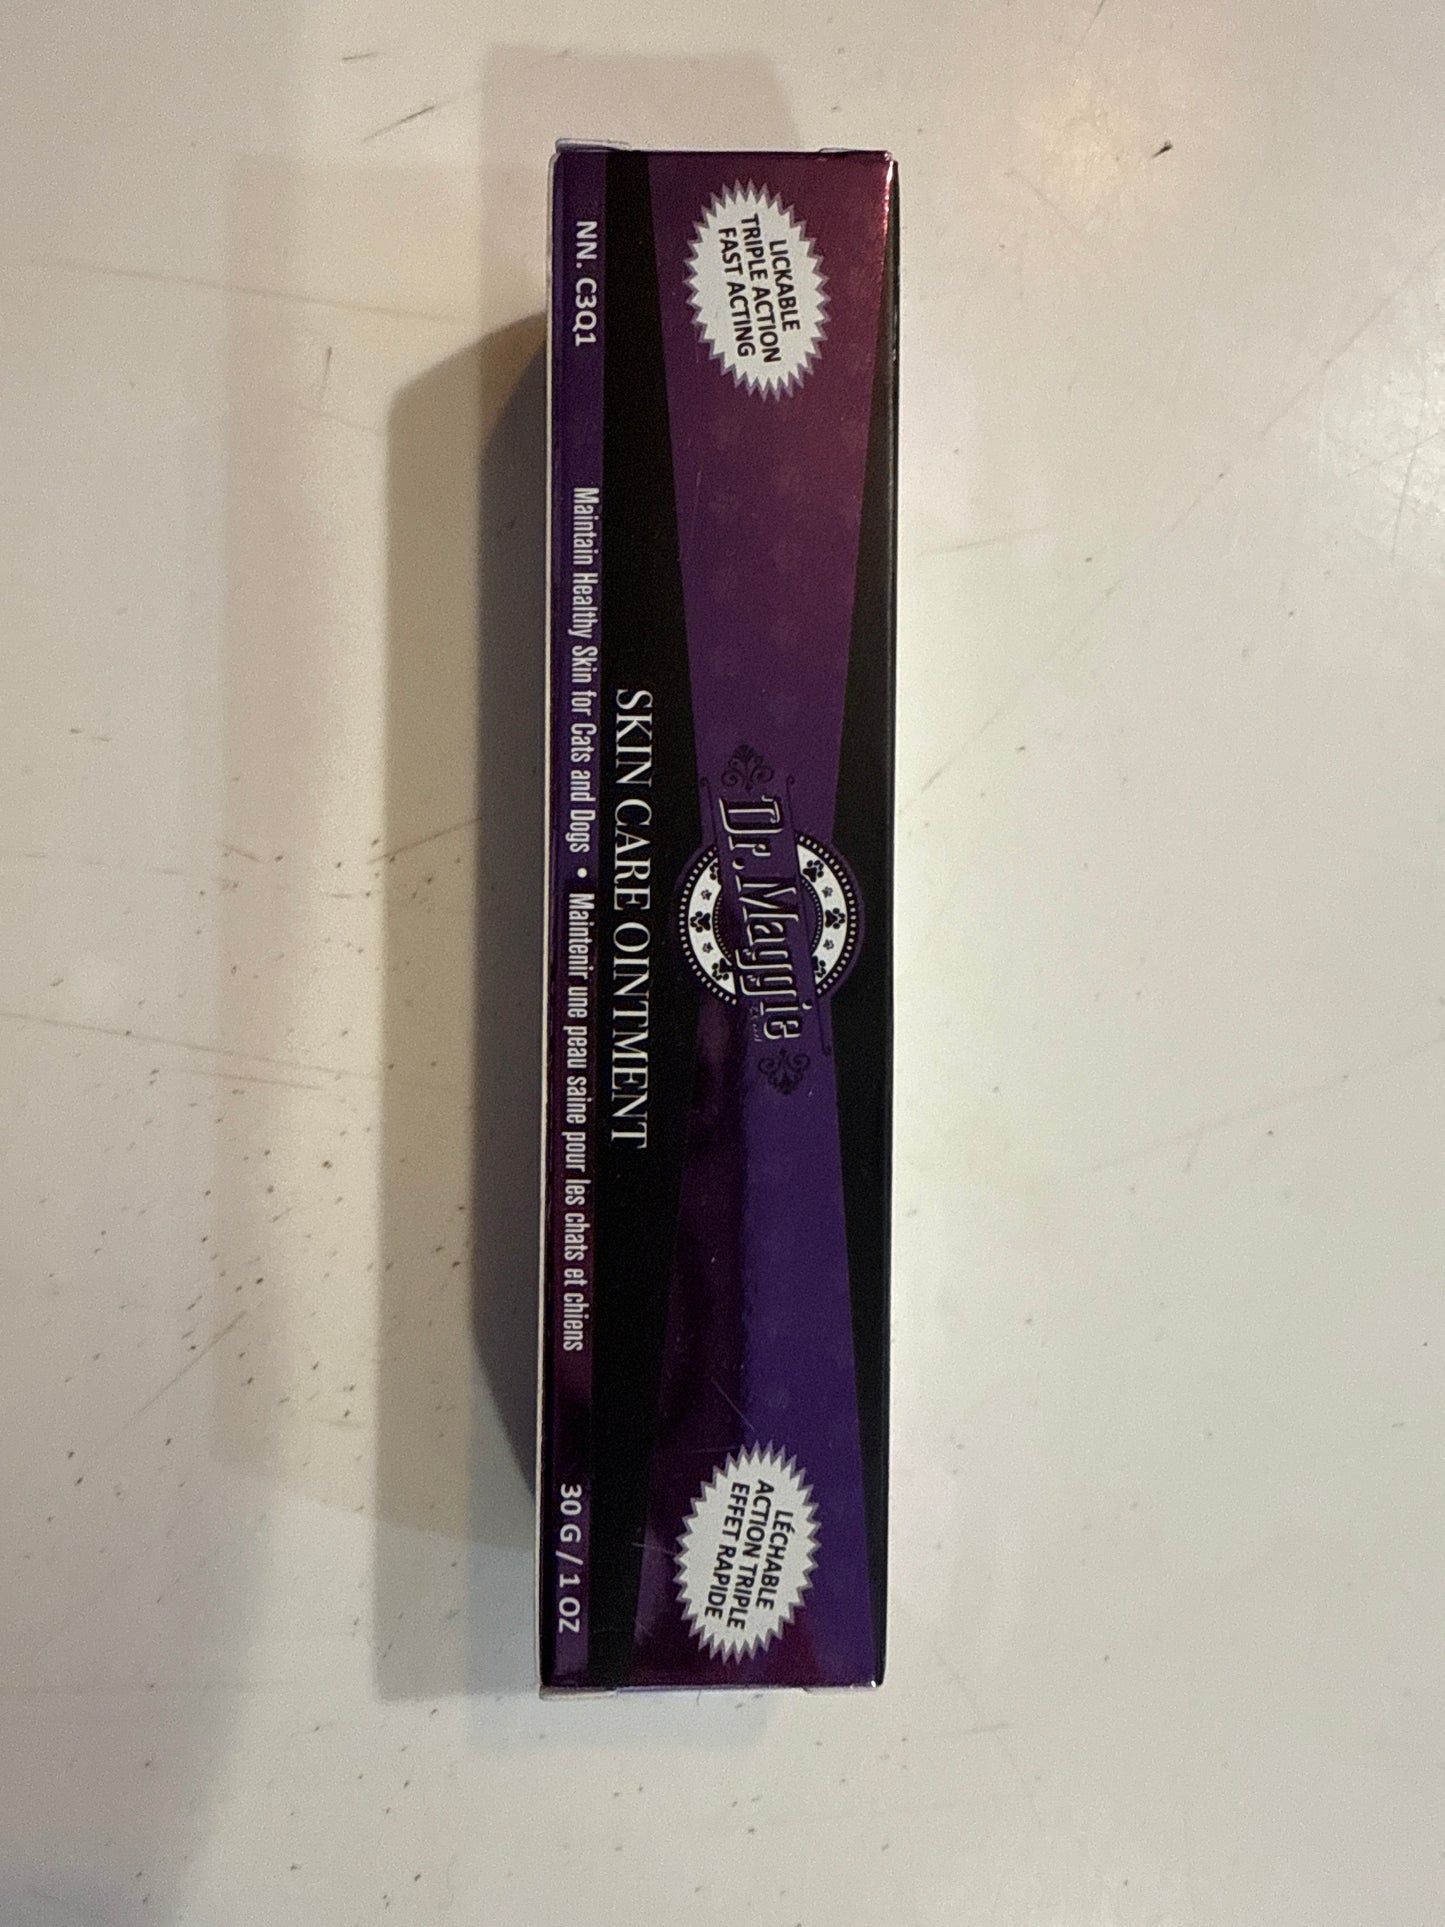 LICKABLE
TRIPLE ACTION
FAST ACTING
Dr. Maggie
LÉCHABLE
ACTION TRIPLE
EFFET RAPIDE
SKIN CARE OINTMENT
NN. C3Q1
Maintain Healthy Skin for Cats and Dogs • Maintenir une peau saine pour les chats et chiens
30 G / 1 OZ